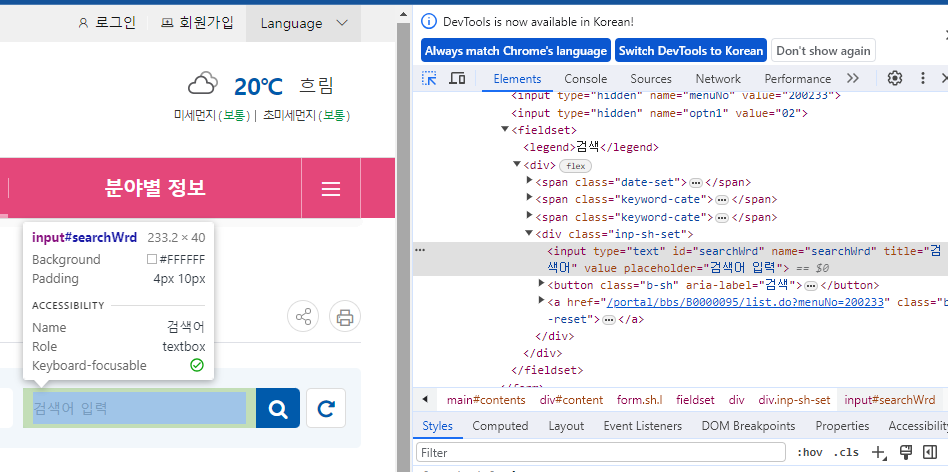 로그인 회원가입 Language
20℃ 흐림
미세먼지 (보통) | 초미세먼지 (보통)
분야별 정보
input#searchWrd 233.2 × 40
Background #FFFFFF
Padding 4px 10px
ACCESSIBILITY
Name 검색어
Role textbox
Keyboard-focusable
검색어 입력
DevTools is now available in Korean!
Always match Chrome's language Switch DevTools to Korean Don't show again
Elements Console Sources Network Performance
<input type="hidden" name="menuNo" value="200233">
<input type="hidden" name="optn1" value="02">
<fieldset>
<legend>검색</legend>
<div> flex
<span class="date-set"> … </span>
<span class="keyword-cate"> … </span>
<span class="keyword-cate"> … </span>
<div class="inp-sh-set">
<input type="text" id="searchWrd" name="searchWrd" title="검
색어" value placeholder="검색어 입력"> == $0
<button class="b-sh" aria-label="검색"> … </button>
<a href="/portal/bbs/B0000095/list.do?menuNo=200233" class="b
-reset"> … </a>
</div>
</div>
</fieldset>
main#contents div#content form.sh.l fieldset div div.inp-sh-set input#searchWrd
Styles Computed Layout Event Listeners DOM Breakpoints Properties Accessibility
Filter :hov .cls